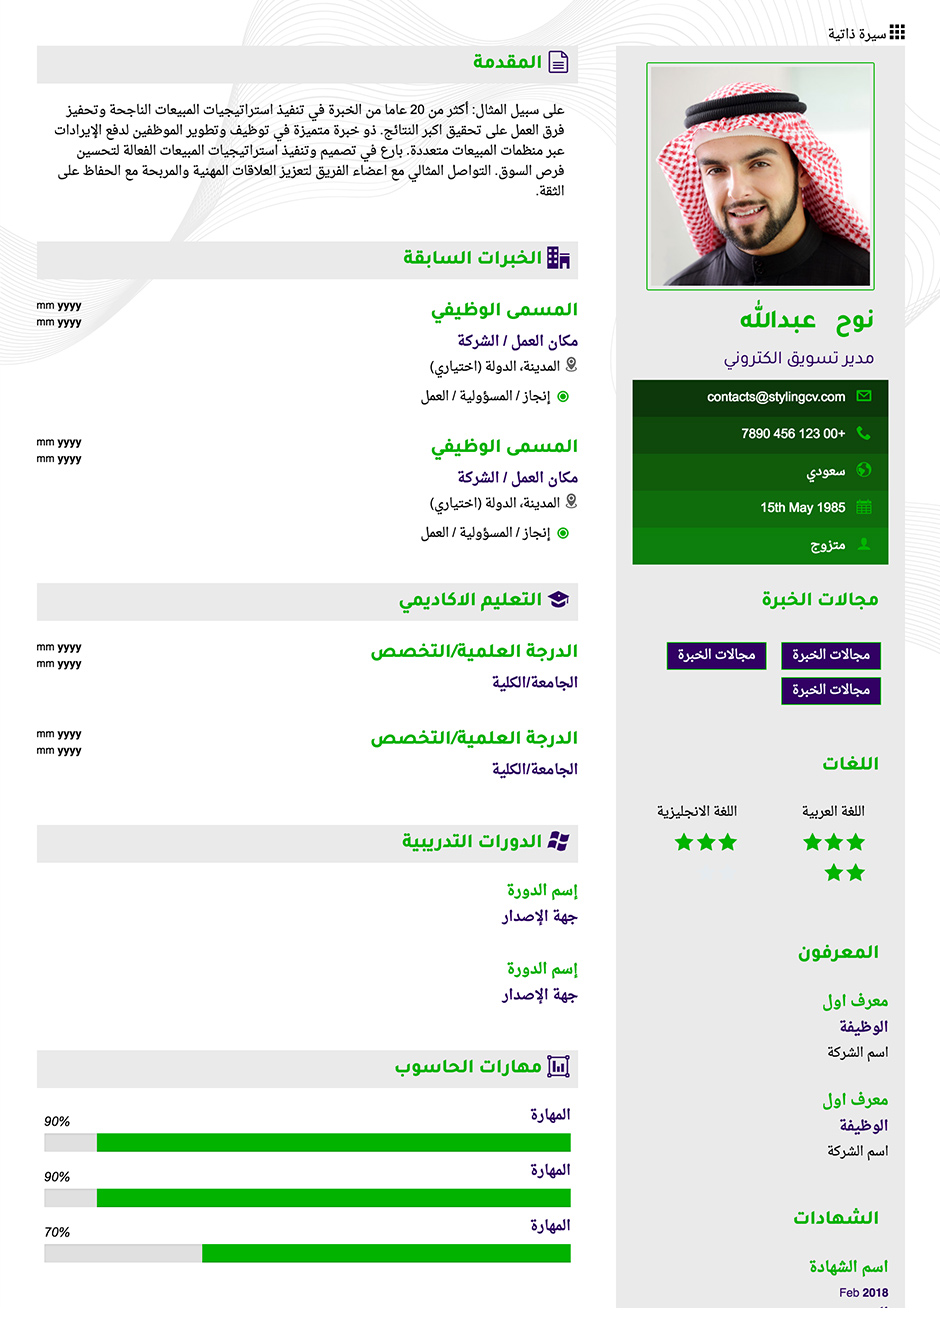 سيرة ذاتية
نوح عبدالله
مدير تسويق الكتروني
contacts@stylingcv.com
+00 123 456 7890
سعودي
15th May 1985
متزوج
مجالات الخبرة
مجالات الخبرة
مجالات الخبرة
مجالات الخبرة
اللغات
اللغة العربية
اللغة الانجليزية
المعرفون
معرف اول
الوظيفة
اسم الشركة
معرف اول
الوظيفة
اسم الشركة
الشهادات
اسم الشهادة
Feb 2018
المقدمة
على سبيل المثال: أكثر من 20 عاما من الخبرة في تنفيذ استراتيجيات المبيعات الناجحة وتحفيز
فرق العمل على تحقيق اكبر النتائج. ذو خبرة متميزة في توظيف وتطوير الموظفين لدفع الإيرادات
عبر منظمات المبيعات متعددة. بارع في تصميم وتنفيذ استراتيجيات المبيعات الفعالة لتحسين
فرص السوق. التواصل المثالي مع اعضاء الفريق لتعزيز العلاقات المهنية والمربحة مع الحفاظ على
الثقة.
الخبرات السابقة
المسمى الوظيفي
mm yyyy
mm yyyy
مكان العمل / الشركة
المدينة، الدولة (اختياري)
إنجاز / المسؤولية / العمل
المسمى الوظيفي
mm yyyy
mm yyyy
مكان العمل / الشركة
المدينة، الدولة (اختياري)
إنجاز / المسؤولية / العمل
التعليم الاكاديمي
الدرجة العلمية/التخصص
mm yyyy
mm yyyy
الجامعة/الكلية
الدرجة العلمية/التخصص
mm yyyy
mm yyyy
الجامعة/الكلية
الدورات التدريبية
إسم الدورة
جهة الإصدار
إسم الدورة
جهة الإصدار
مهارات الحاسوب
المهارة
90%
المهارة
90%
المهارة
70%